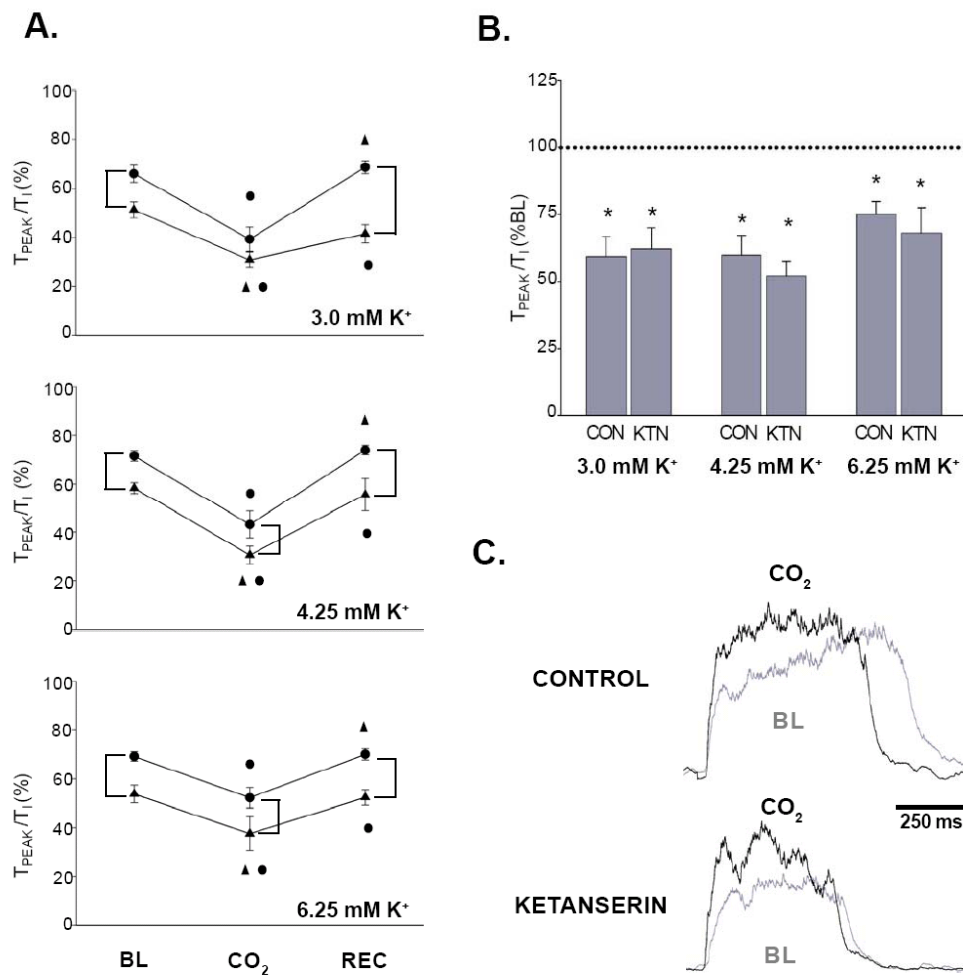 A.
100
80
60
40
20
0
T_PEAK/T_I (%)
3.0 mM K⁺
100
80
60
40
20
0
T_PEAK/T_I (%)
4.25 mM K⁺
100
80
60
40
20
0
T_PEAK/T_I (%)
6.25 mM K⁺
BL CO₂ REC
B.
125
100
75
50
25
0
T_PEAK/T_I (%BL)
* * * * * *
CON KTN CON KTN CON KTN
3.0 mM K⁺ 4.25 mM K⁺ 6.25 mM K⁺
C.
CO₂
CONTROL
BL
CO₂
250 ms
KETANSERIN
BL